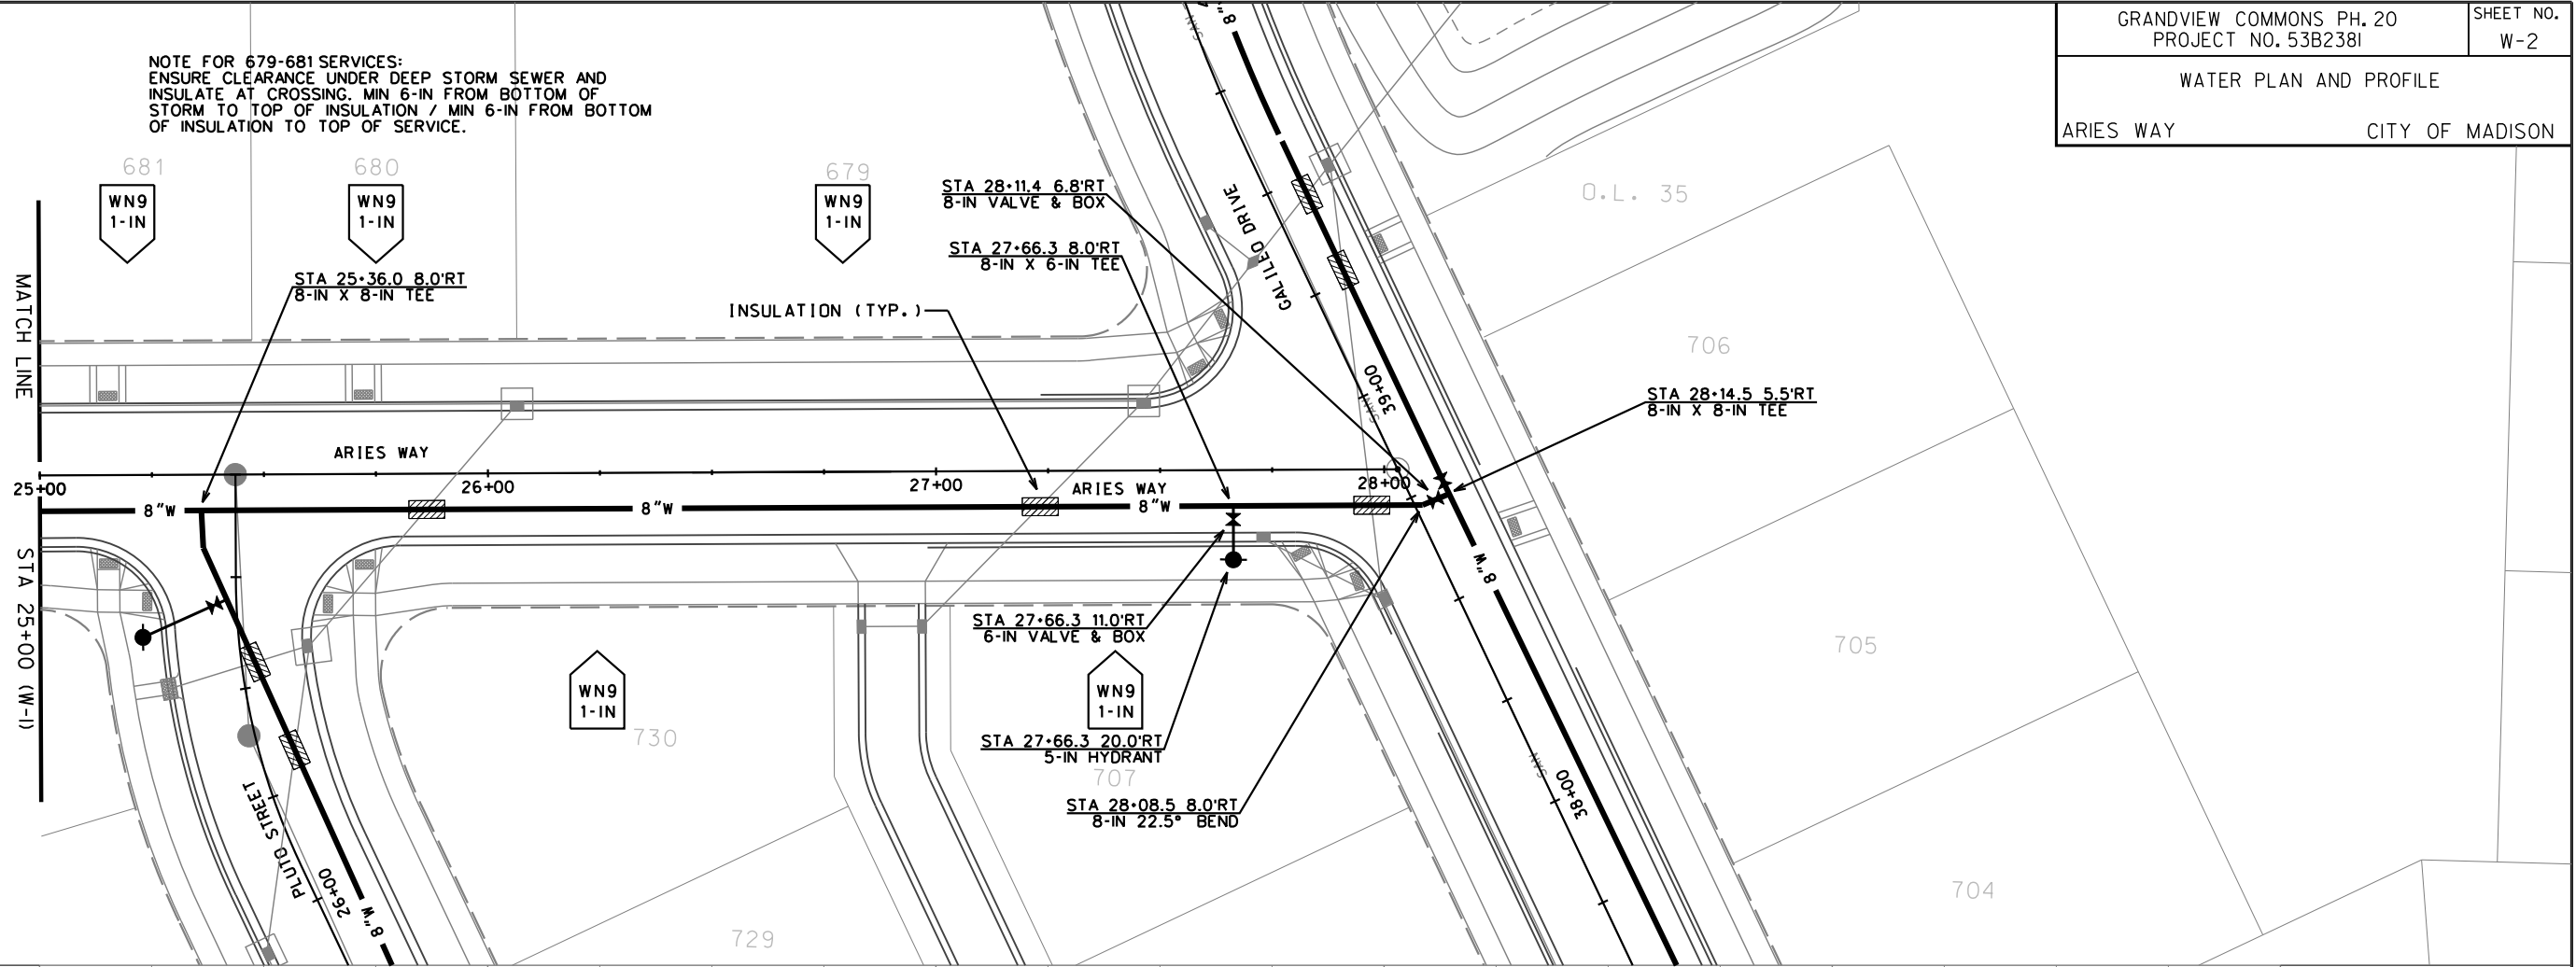 GRANDVIEW COMMONS PH. 20
PROJECT NO. 53B2381
SHEET NO.
W-2
WATER PLAN AND PROFILE
ARIES WAY
CITY OF MADISON
NOTE FOR 679-681 SERVICES:
ENSURE CLEARANCE UNDER DEEP STORM SEWER AND
INSULATE AT CROSSING. MIN 6-IN FROM BOTTOM OF
STORM TO TOP OF INSULATION / MIN 6-IN FROM BOTTOM
OF INSULATION TO TOP OF SERVICE.
681
WN9
1-IN
680
WN9
1-IN
679
WN9
1-IN
SAN
8"W
STA 28+11.4 6.8'RT
8-IN VALVE & BOX
STA 27+66.3 8.0'RT
8-IN X 6-IN TEE
STA 25+36.0 8.0'RT
8-IN X 8-IN TEE
INSULATION (TYP.)
GALILEO DRIVE
O.L. 35
706
39+00
SAN
STA 28+14.5 5.5'RT
8-IN X 8-IN TEE
MATCH LINE
STA 25+00 (W-1)
ARIES WAY
25+00
26+00
27+00
ARIES WAY
28+00
8"W
8"W
8"W
8"W
STA 27+66.3 11.0'RT
6-IN VALVE & BOX
705
WN9
1-IN
730
WN9
1-IN
STA 27+66.3 20.0'RT
5-IN HYDRANT
707
STA 28+08.5 8.0'RT
8-IN 22.5° BEND
SAN
38+00
PLUTO STREET
26+00
8"W
729
704